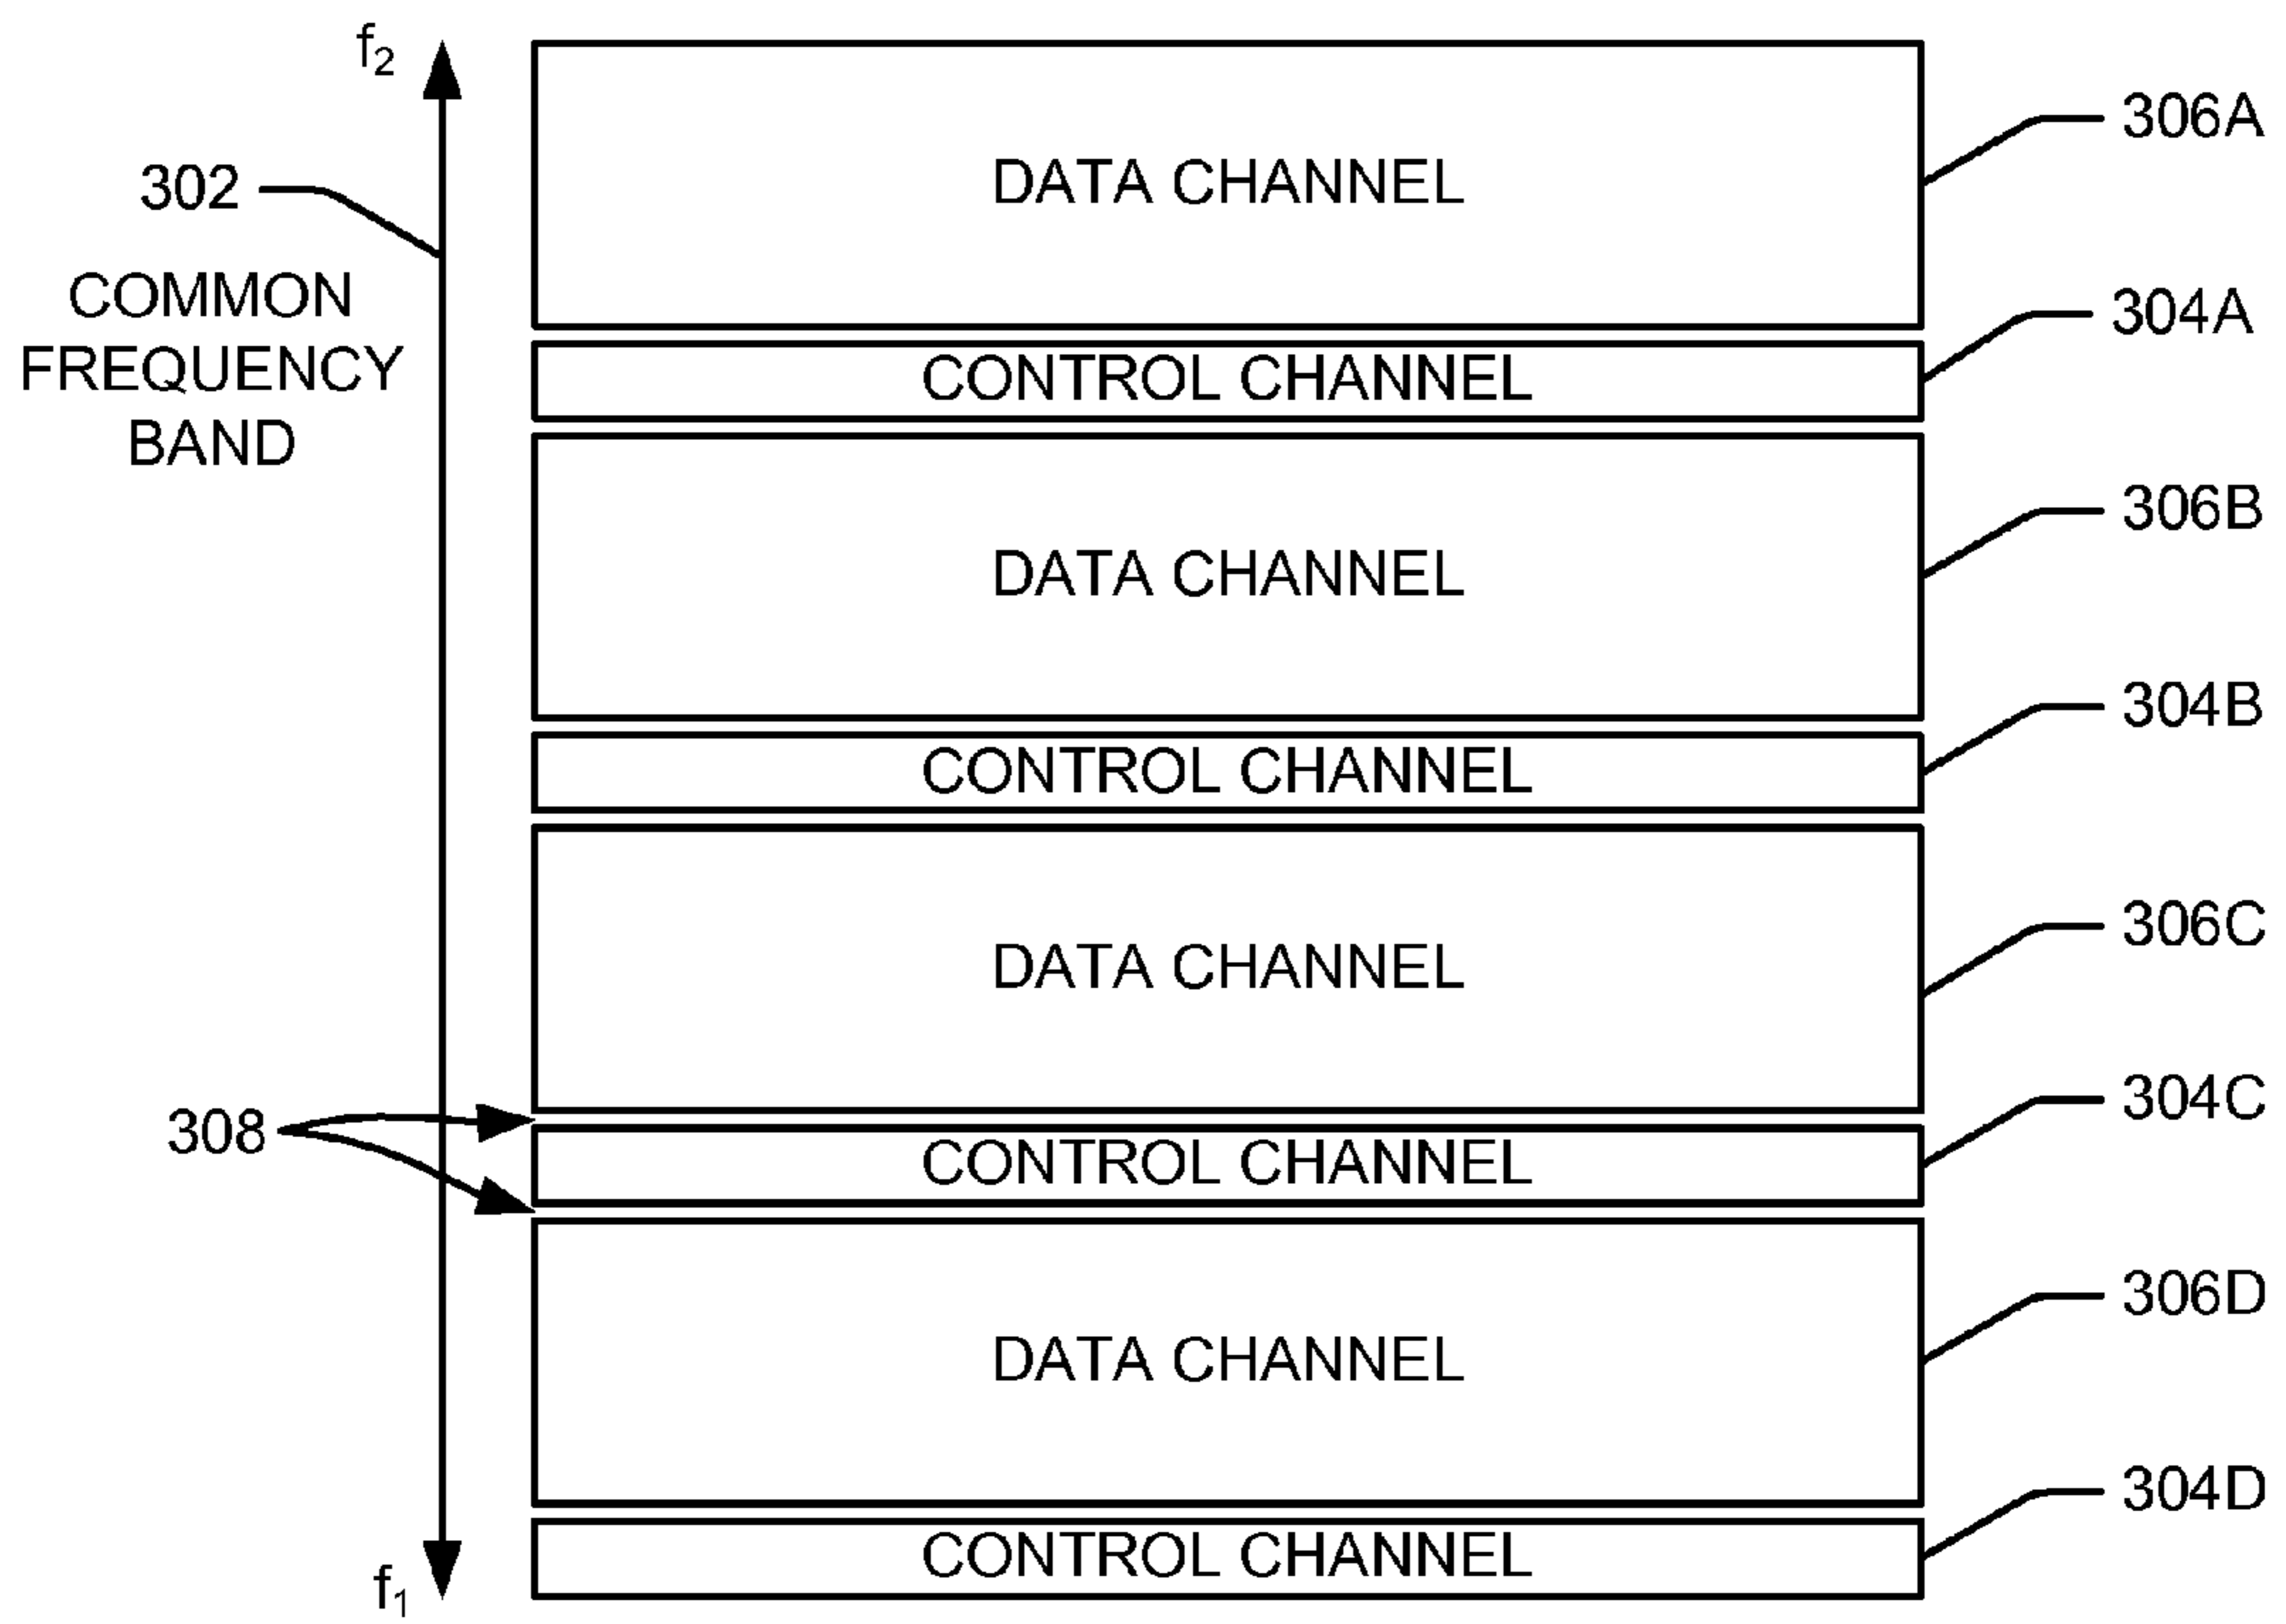 f2
302
COMMON
FREQUENCY
BAND
DATA CHANNEL
306A
CONTROL CHANNEL
304A
DATA CHANNEL
306B
CONTROL CHANNEL
304B
DATA CHANNEL
306C
308
CONTROL CHANNEL
304C
DATA CHANNEL
306D
CONTROL CHANNEL
304D
f1